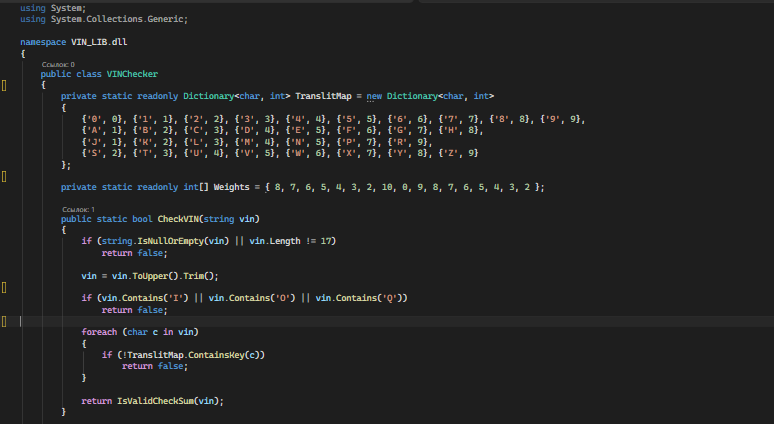 using System;
using System.Collections.Generic;

namespace VIN_LIB.dll
{
Ссылок: 0
public class VINChecker
{
private static readonly Dictionary<char, int> TranslitMap = new Dictionary<char, int>
{
{'0', 0}, {'1', 1}, {'2', 2}, {'3', 3}, {'4', 4}, {'5', 5}, {'6', 6}, {'7', 7}, {'8', 8}, {'9', 9},
{'A', 1}, {'B', 2}, {'C', 3}, {'D', 4}, {'E', 5}, {'F', 6}, {'G', 7}, {'H', 8},
{'J', 1}, {'K', 2}, {'L', 3}, {'M', 4}, {'N', 5}, {'P', 7}, {'R', 9},
{'S', 2}, {'T', 3}, {'U', 4}, {'V', 5}, {'W', 6}, {'X', 7}, {'Y', 8}, {'Z', 9}
};

private static readonly int[] Weights = { 8, 7, 6, 5, 4, 3, 2, 10, 0, 9, 8, 7, 6, 5, 4, 3, 2 };

Ссылок: 1
public static bool CheckVIN(string vin)
{
if (string.IsNullOrEmpty(vin) || vin.Length != 17)
return false;

vin = vin.ToUpper().Trim();

if (vin.Contains('I') || vin.Contains('O') || vin.Contains('Q'))
return false;

foreach (char c in vin)
{
if (!TranslitMap.ContainsKey(c))
return false;
}

return IsValidCheckSum(vin);
}